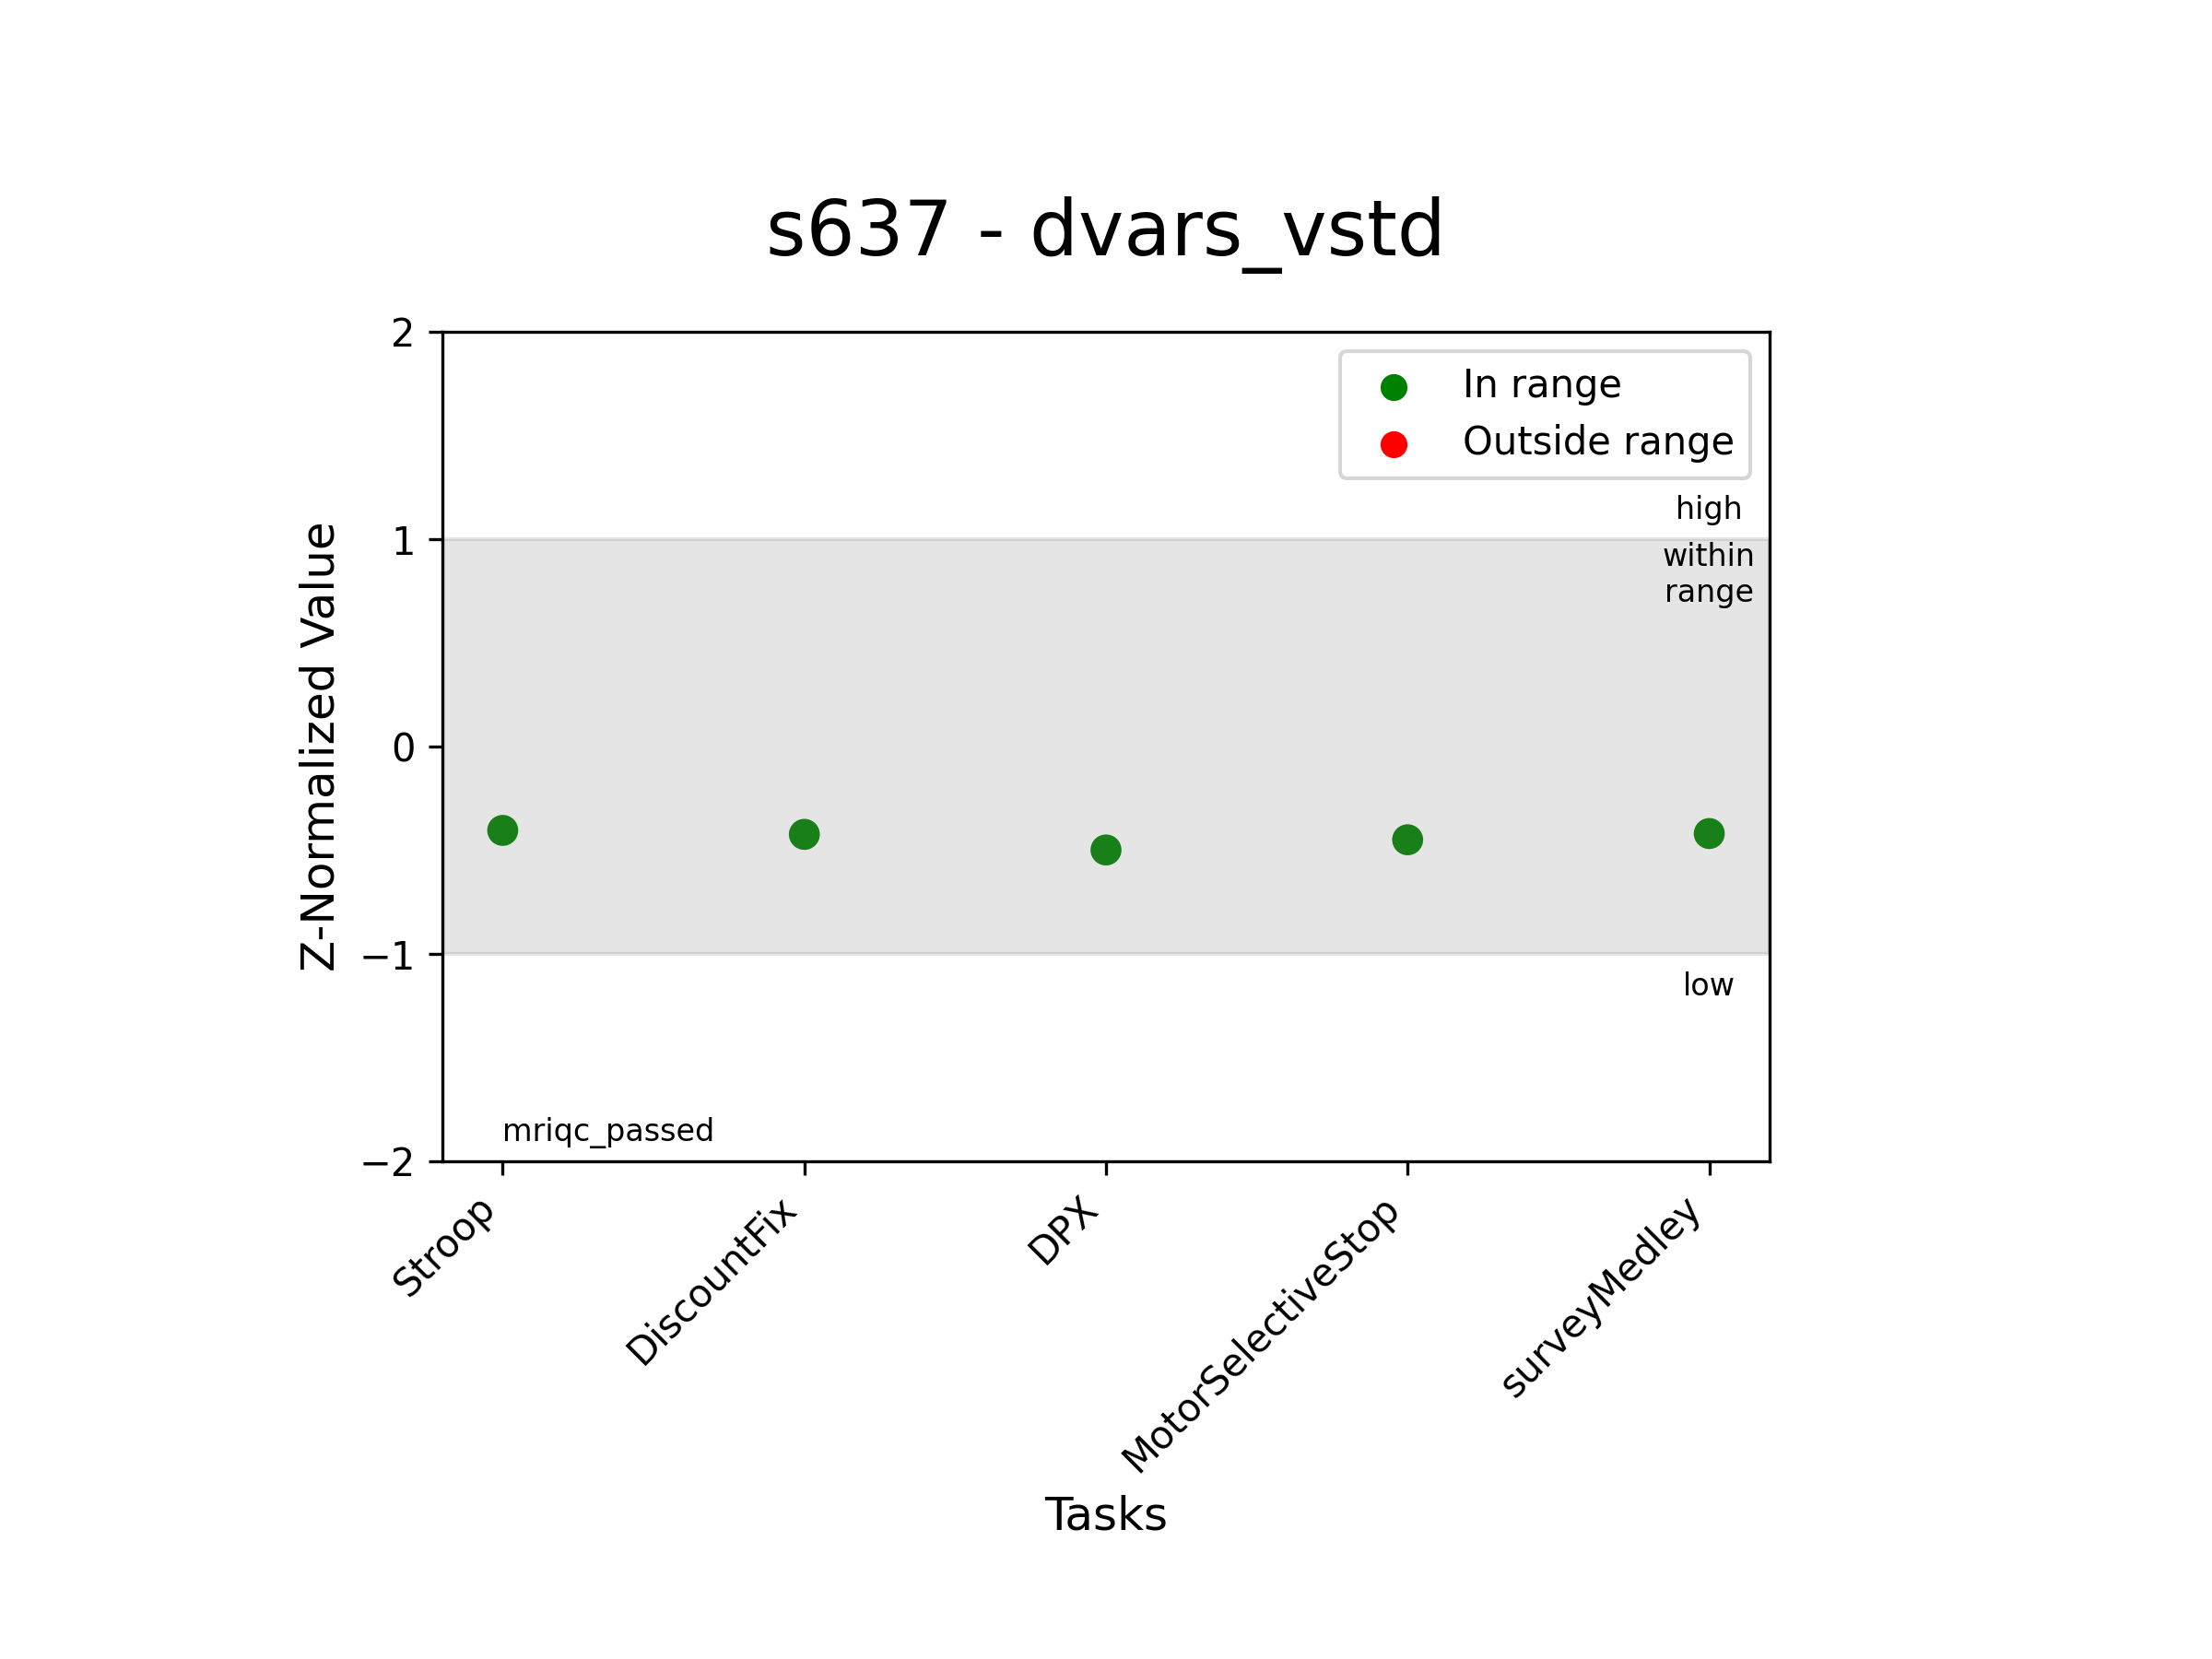 s637 - dvars_vstd
2
In range
Outside range
high
1
within
range
Z-Normalized Value
0
−1
low
mriqc_passed
−2
Stroop
DiscountFix
DPX
MotorSelectiveStop
surveyMedley
Tasks